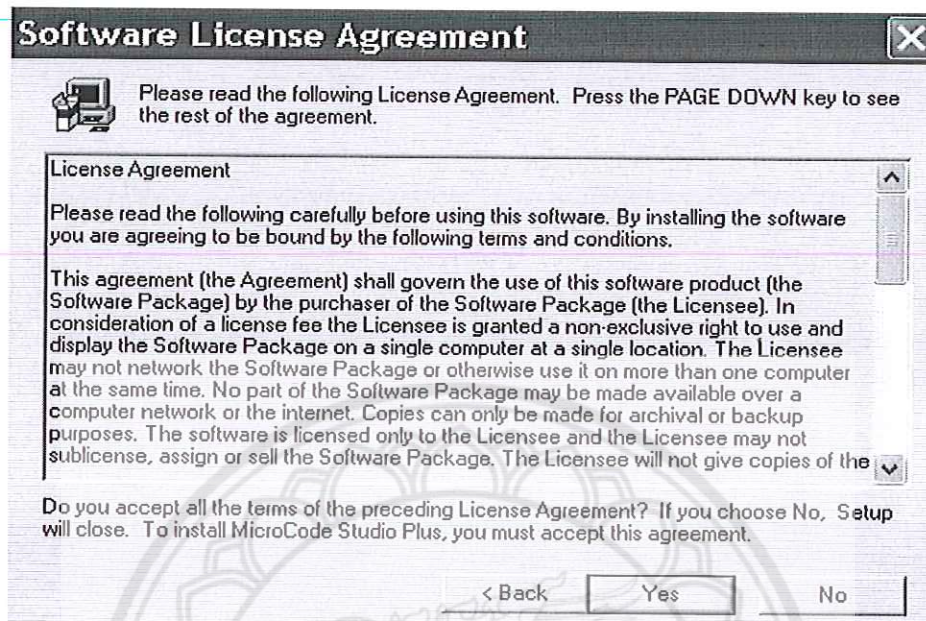 Software License Agreement
Please read the following License Agreement. Press the PAGE DOWN key to see
the rest of the agreement.
License Agreement
Please read the following carefully before using this software. By installing the software
you are agreeing to be bound by the following terms and conditions.
This agreement (the Agreement) shall govern the use of this software product (the
Software Package) by the purchaser of the Software Package (the Licensee). In
consideration of a license fee the Licensee is granted a non-exclusive right to use and
display the Software Package on a single computer at a single location. The Licensee
may not network the Software Package or otherwise use it on more than one computer
at the same time. No part of the Software Package may be made available over a
computer network or the internet. Copies can only be made for archival or backup
purposes. The software is licensed only to the Licensee and the Licensee may not
sublicense, assign or sell the Software Package. The Licensee will not give copies of the
Do you accept all the terms of the preceding License Agreement? If you choose No, Setup
will close. To install MicroCode Studio Plus, you must accept this agreement.
< Back
Yes
No